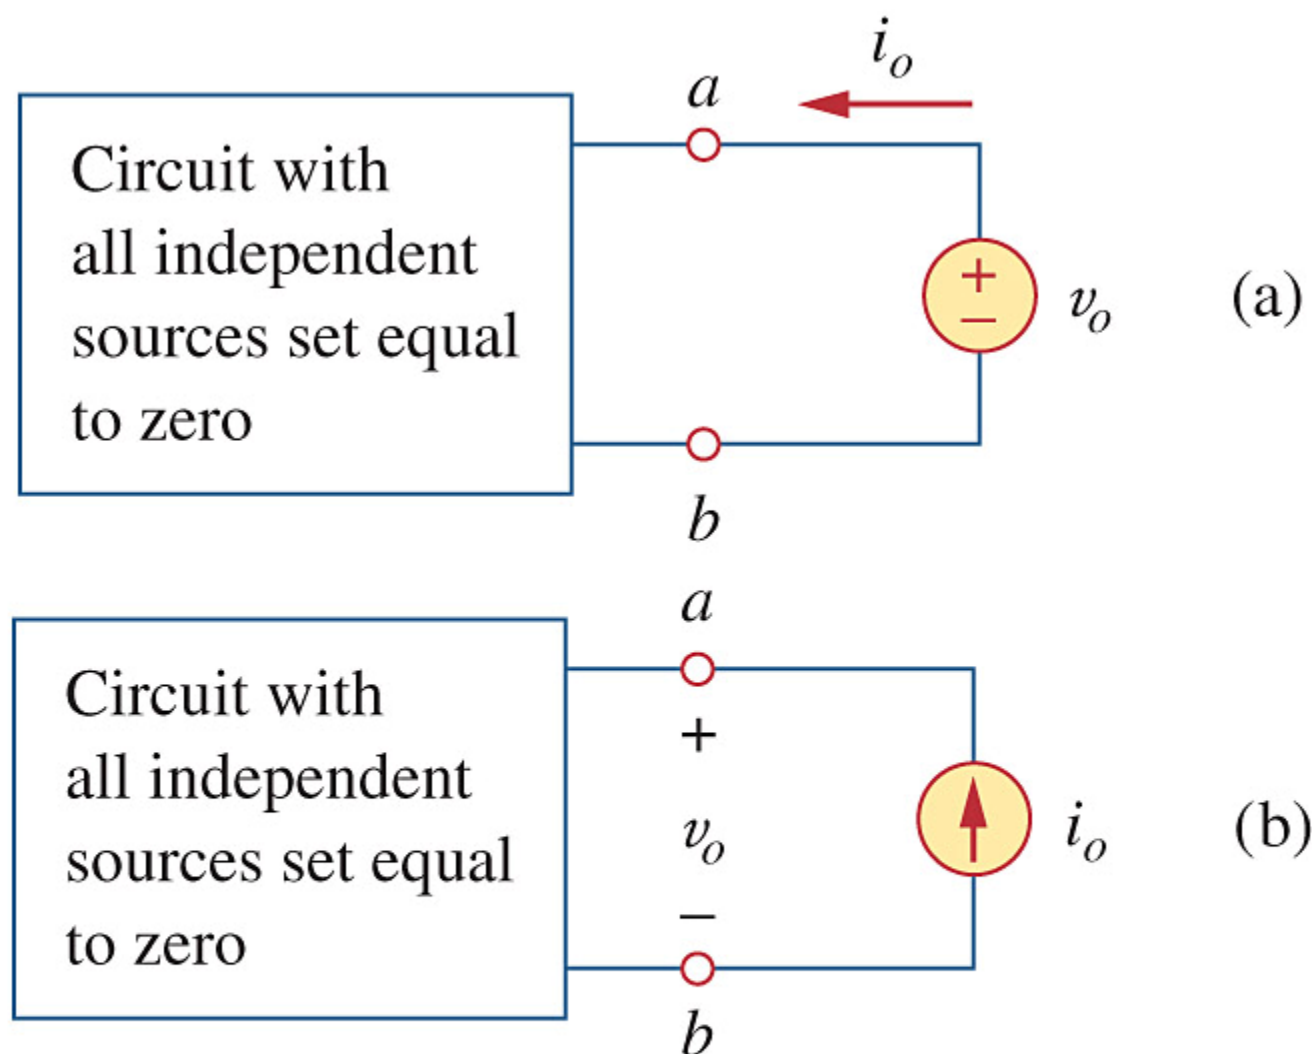 i_o
a
Circuit with
all independent
sources set equal
to zero
+
−
v_o
(a)
b
a
Circuit with
all independent
sources set equal
to zero
+
v_o
−
i_o
(b)
b